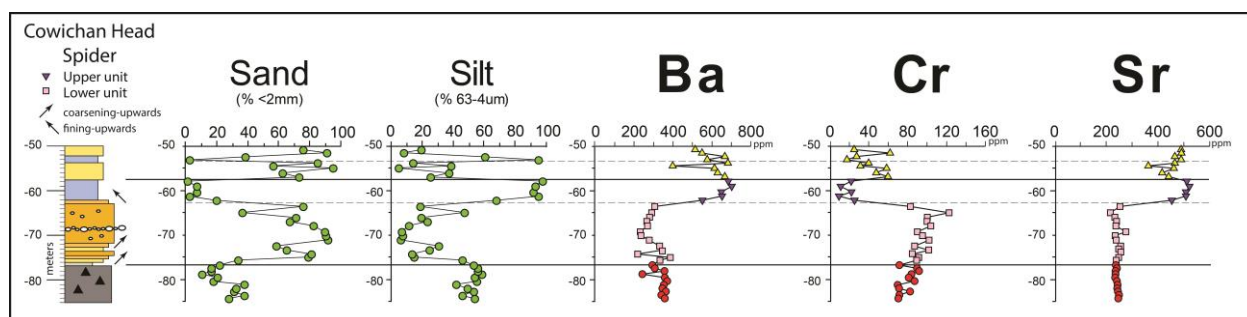 Cowichan Head
Spider
Upper unit
Lower unit
coarsening-upwards
fining-upwards
meters
-50
-60
-70
-80
Sand
(% <2mm)
0 20 40 60 80 100
-50
-60
-70
-80
Silt
(% 63-4um)
0 20 40 60 80 100
-50
-60
-70
-80
Ba
0 200 400 600 800
ppm
-50
-60
-70
-80
Cr
0 40 80 120 160
ppm
-50
-60
-70
-80
Sr
0 200 400 600
ppm
-50
-60
-70
-80